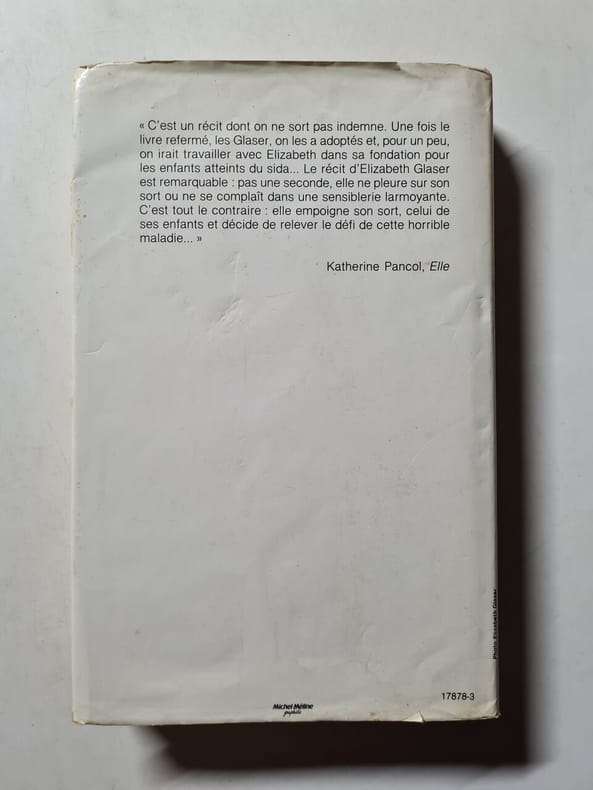 « C'est un récit dont on ne sort pas indemne. Une fois le
livre refermé, les Glaser, on les a adoptés et, pour un peu,
on irait travailler avec Elizabeth dans sa fondation pour
les enfants atteints du sida... Le récit d'Elizabeth Glaser
est remarquable : pas une seconde, elle ne pleure sur son
sort ou ne se complaît dans une sensiblerie larmoyante.
C'est tout le contraire : elle empoigne son sort, celui de
ses enfants et décide de relever le défi de cette horrible
maladie... »
Katherine Pancol, Elle
Photo Elizabeth Glaser
17878-3
Michel Méline